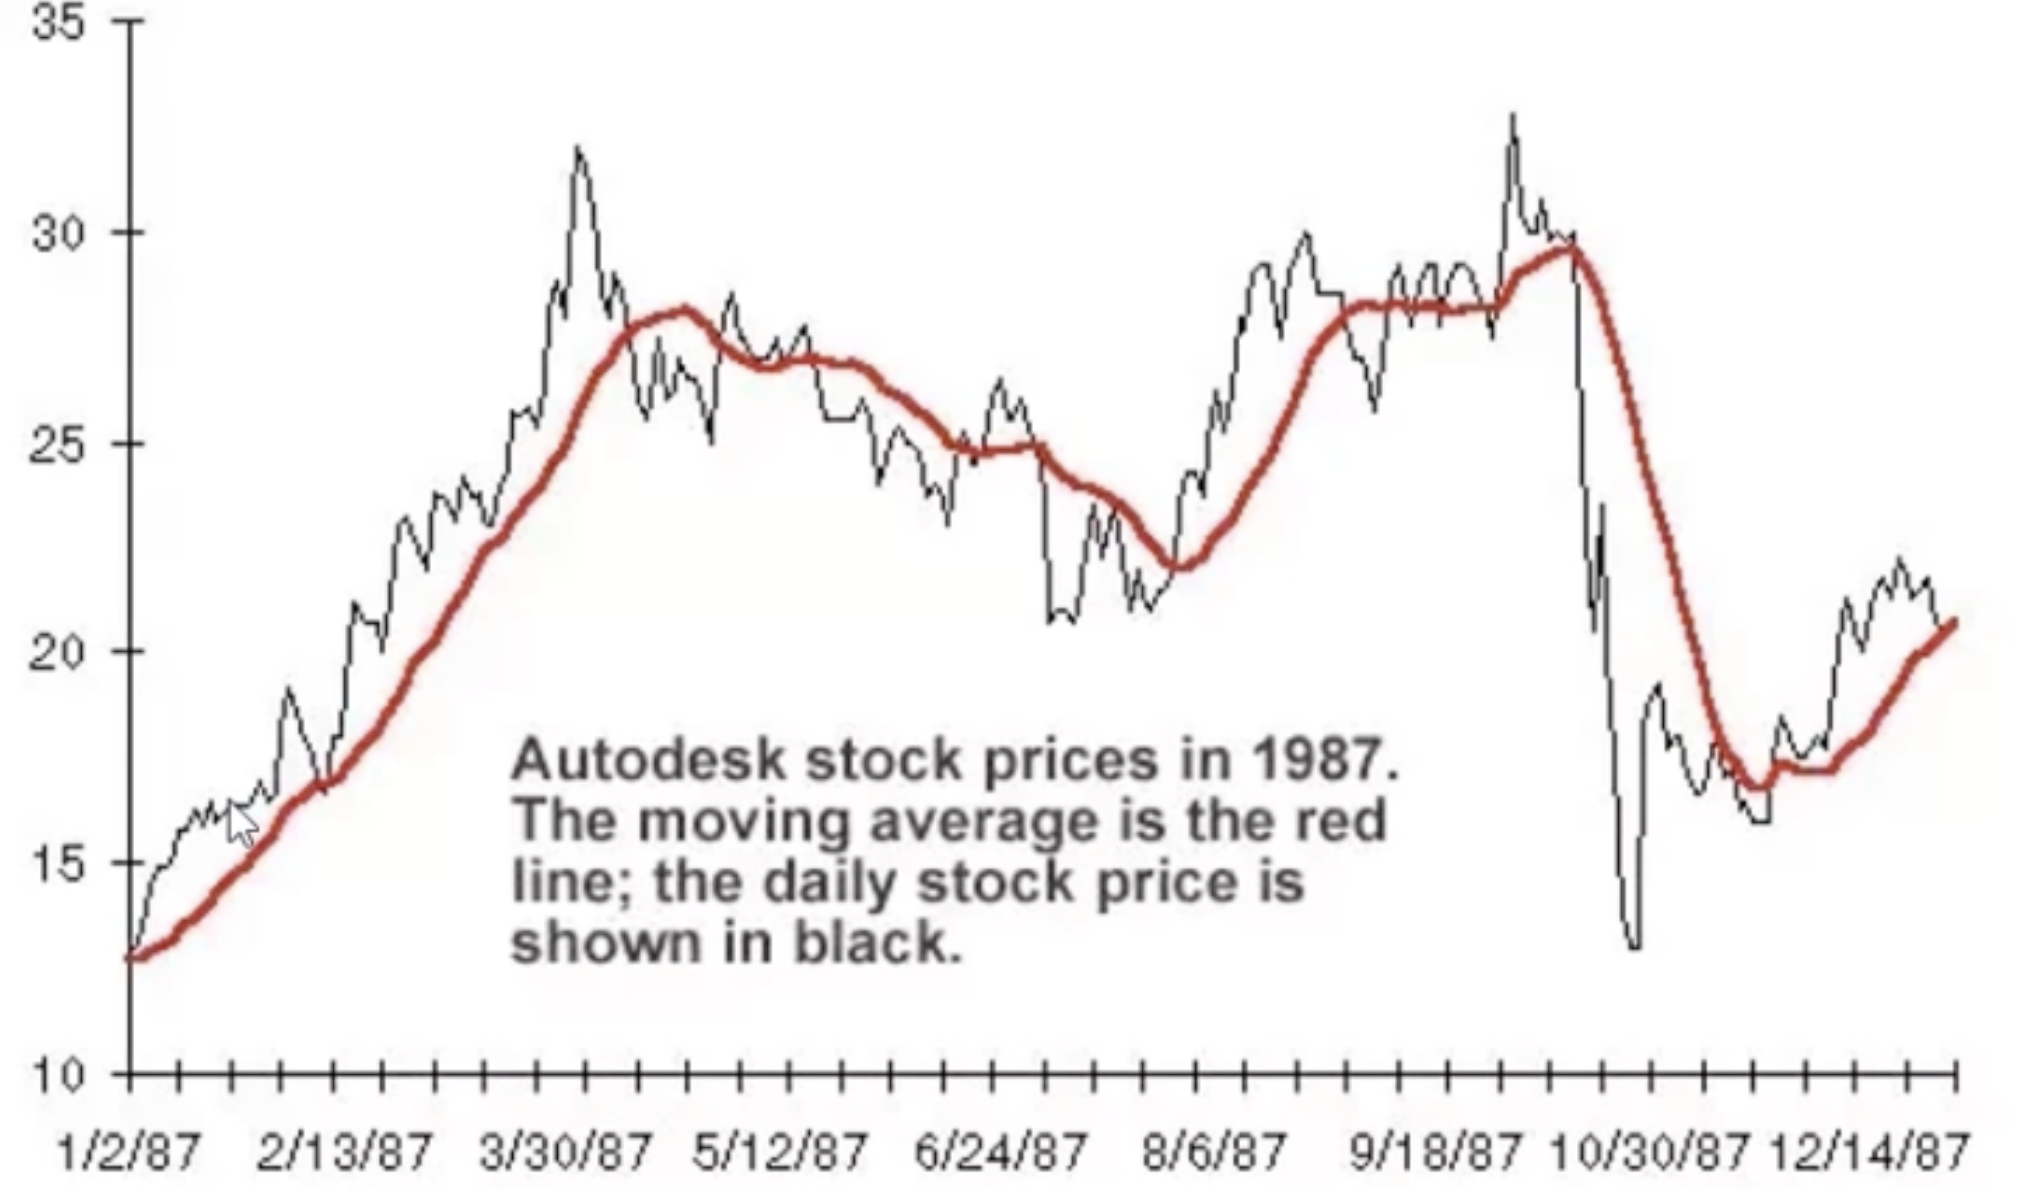 35
30
25
20
15
10
Autodesk stock prices in 1987.
The moving average is the red
line; the daily stock price is
shown in black.
1/2/87 2/13/87 3/30/87 5/12/87 6/24/87 8/6/87 9/18/87 10/30/87 12/14/87